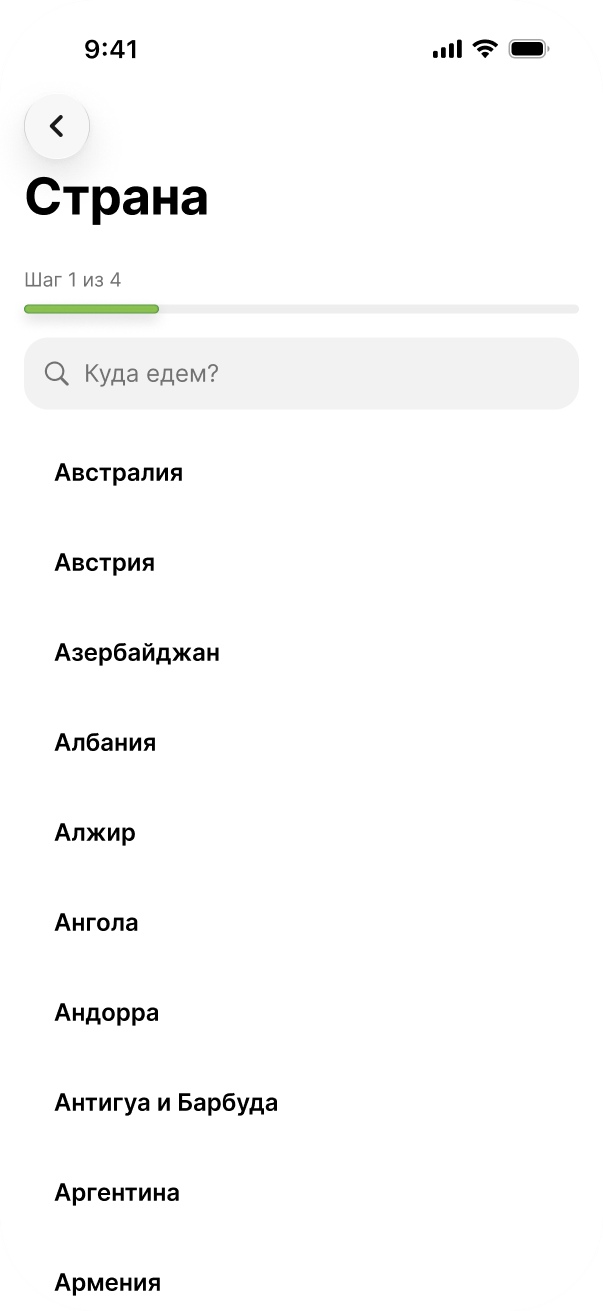 9:41
Страна
Шаг 1 из 4
Куда едем?
Австралия
Австрия
Азербайджан
Албания
Алжир
Ангола
Андорра
Антигуа и Барбуда
Аргентина
Армения